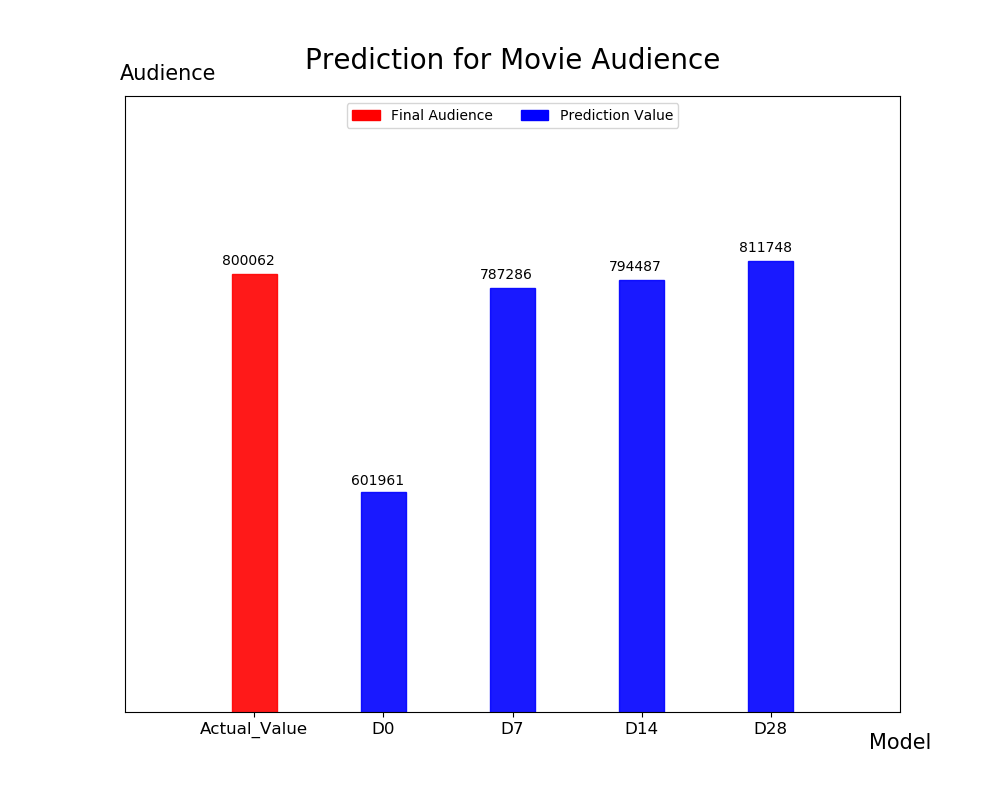 Prediction for Movie Audience
Audience
Final Audience
Prediction Value
800062
601961
787286
794487
811748
Actual_Value
D0
D7
D14
D28
Model